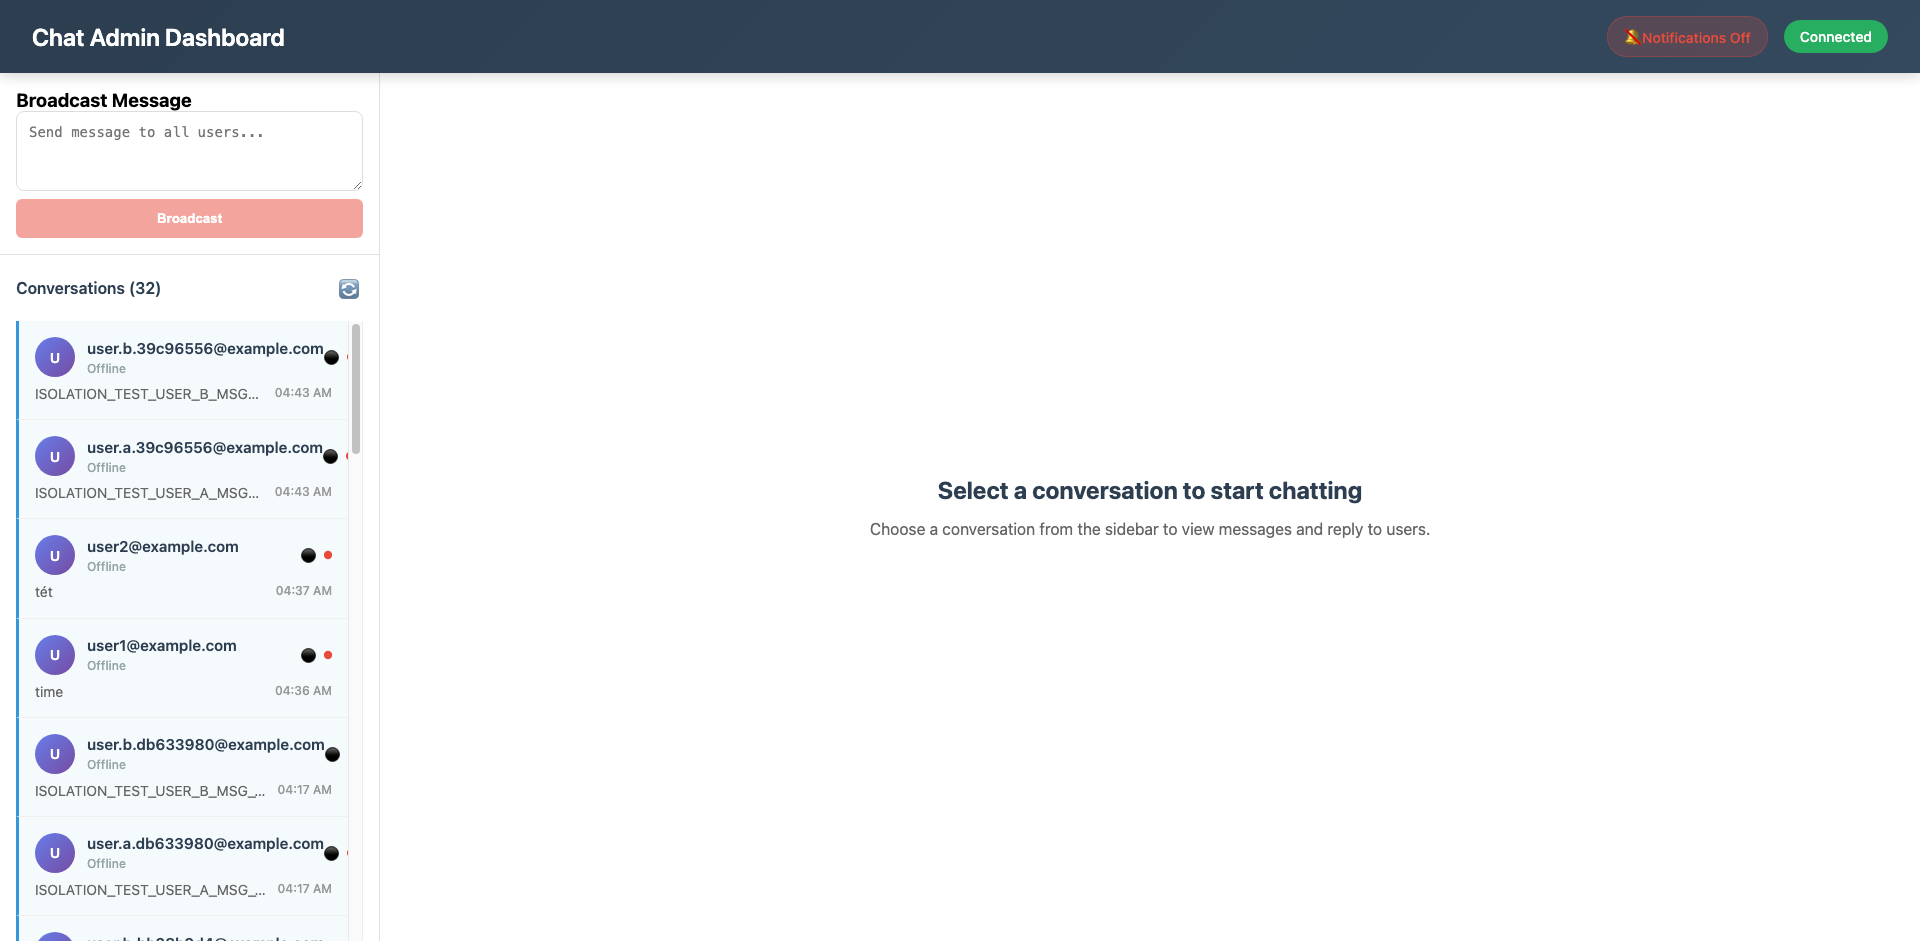 Chat Admin Dashboard
Notifications Off
Connected
Broadcast Message
Send message to all users...
Broadcast
Conversations (32)
U
user.b.39c96556@example.com
Offline
ISOLATION_TEST_USER_B_MSG...
04:43 AM
U
user.a.39c96556@example.com
Offline
ISOLATION_TEST_USER_A_MSG...
04:43 AM
U
user2@example.com
Offline
tét
04:37 AM
U
user1@example.com
Offline
time
04:36 AM
U
user.b.db633980@example.com
Offline
ISOLATION_TEST_USER_B_MSG_...
04:17 AM
U
user.a.db633980@example.com
Offline
ISOLATION_TEST_USER_A_MSG_...
04:17 AM
Select a conversation to start chatting
Choose a conversation from the sidebar to view messages and reply to users.